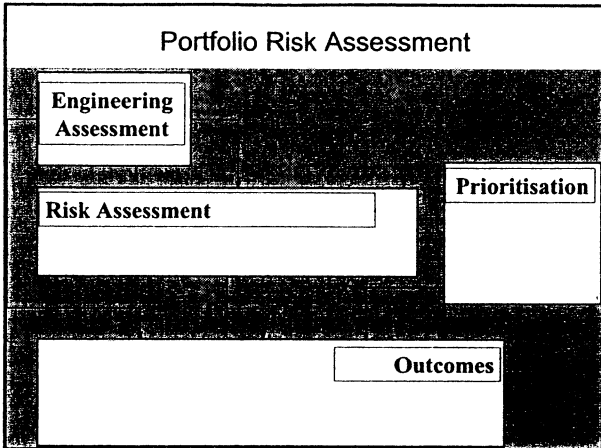 Portfolio Risk Assessment
Engineering
Assessment
Prioritisation
Risk Assessment
Outcomes